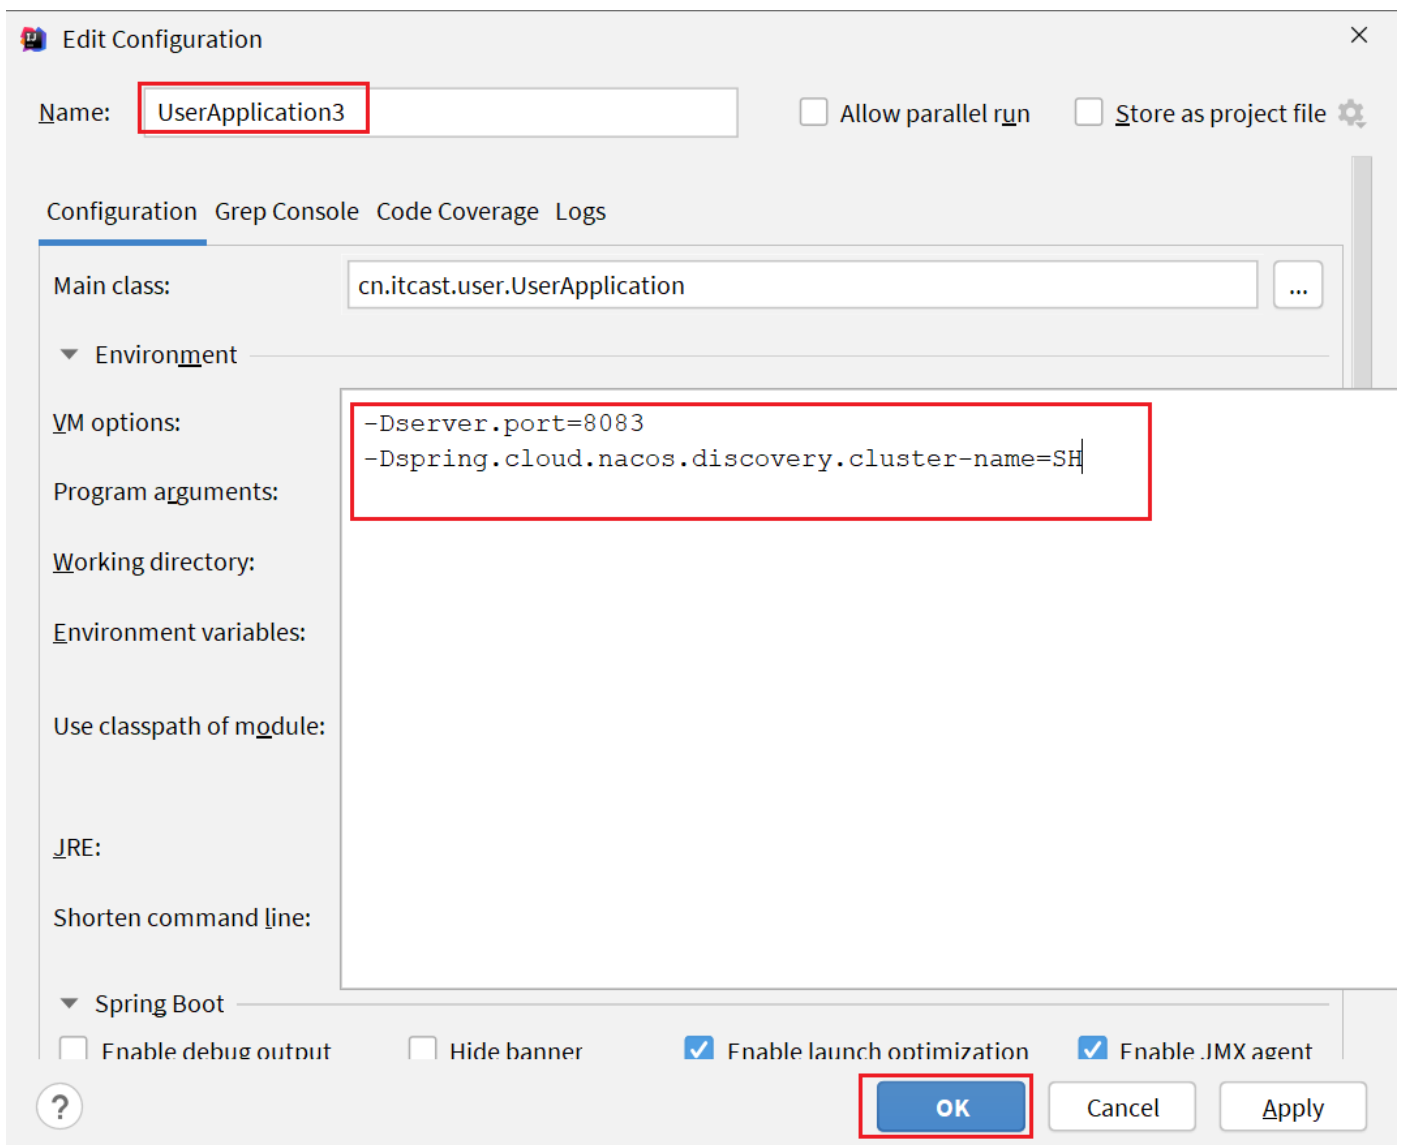 Edit Configuration
Name: UserApplication3 Allow parallel run Store as project file
Configuration Grep Console Code Coverage Logs
Main class: cn.itcast.user.UserApplication ...
Environment
VM options: -Dserver.port=8083
-Dspring.cloud.nacos.discovery.cluster-name=SH
Program arguments:
Working directory:
Environment variables:
Use classpath of module:
JRE:
Shorten command line:
Spring Boot
Enable debug output Hide banner Enable launch optimization Enable JMX agent
? OK Cancel Apply